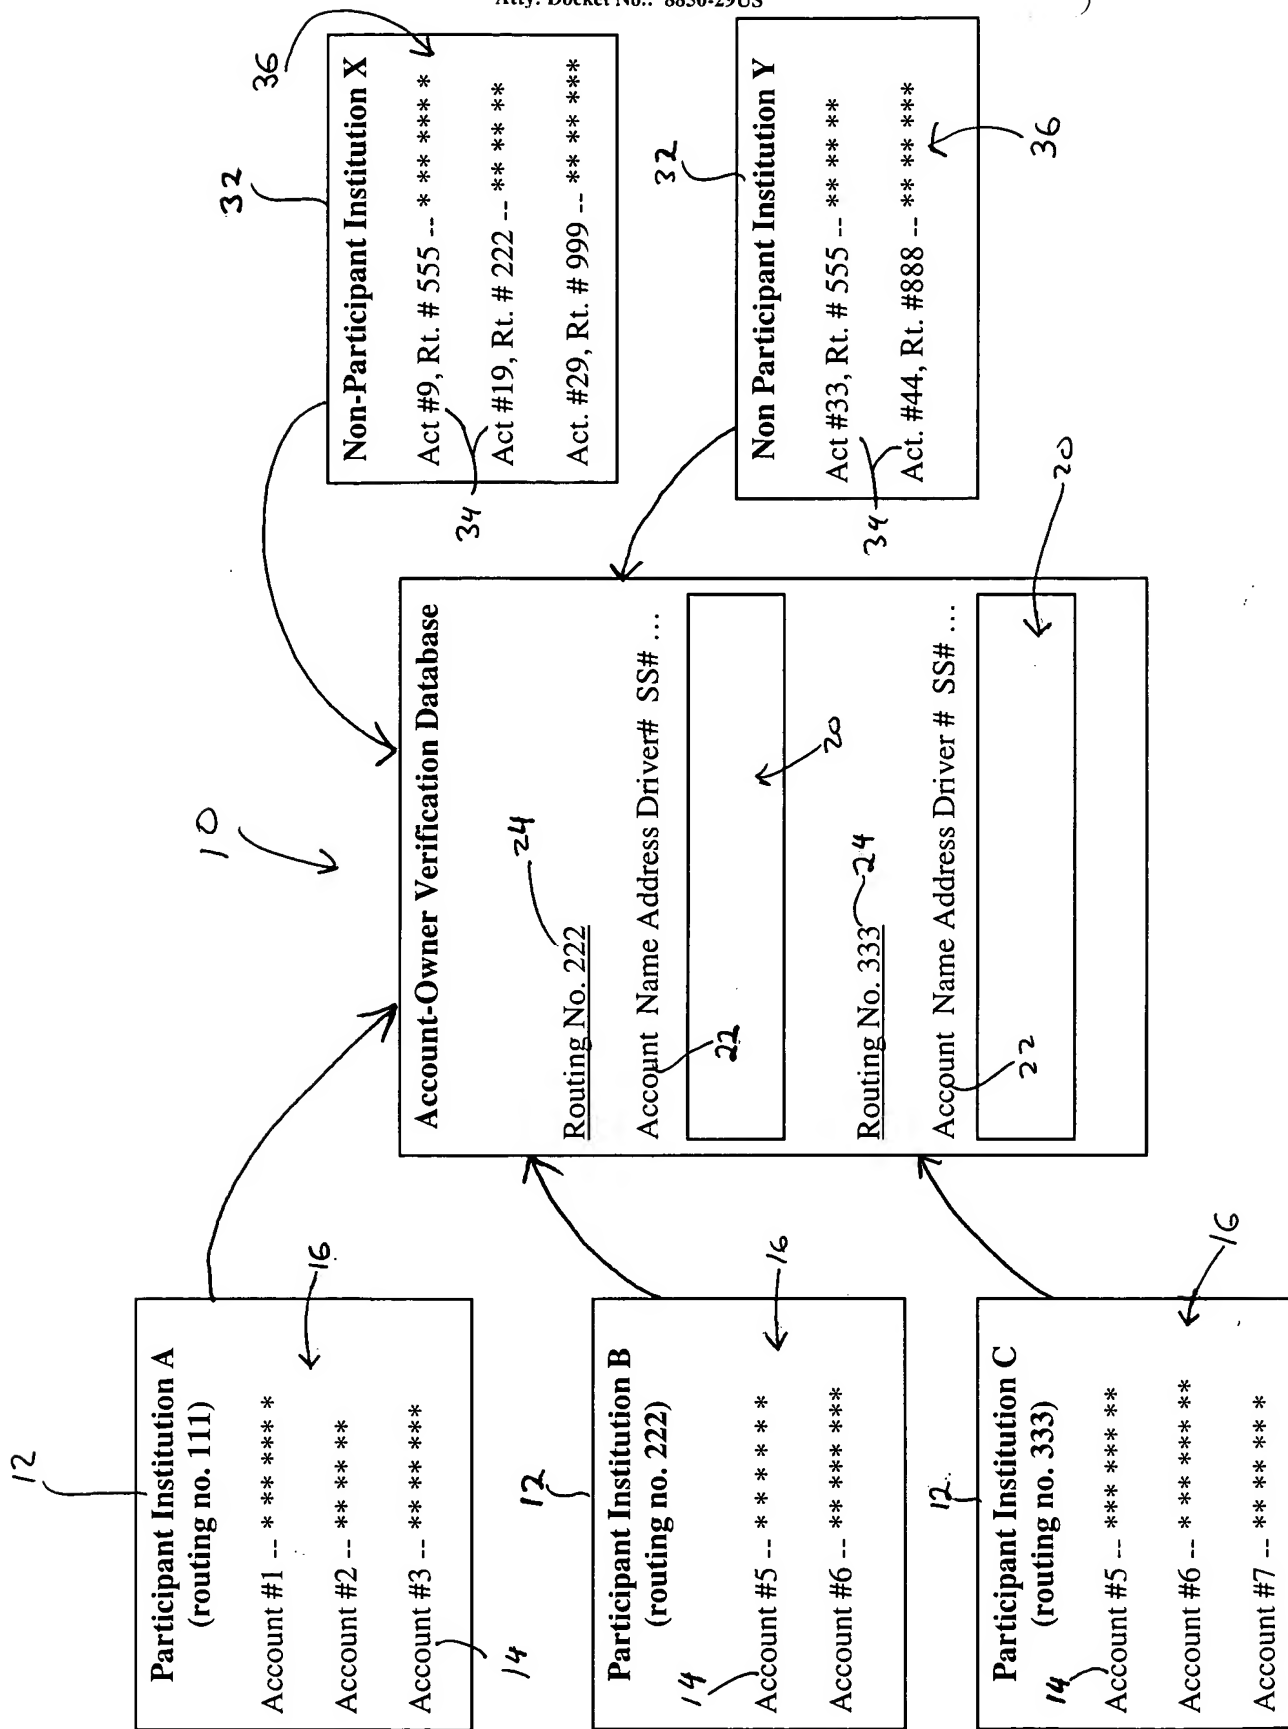 Atty. Docket No.:
12
Participant Institution A
(routing no. 111)
Account #1 -- * ** *** *
Account #2 -- ** ** **
Account #3 -- ** ** ***
14
16
12
Participant Institution B
(routing no. 222)
14
Account #5 -- * * * * * *
Account #6 -- ** *** ***
16
12
Participant Institution C
(routing no. 333)
14
Account #5 -- *** *** **
Account #6 -- * ** *** **
Account #7 -- ** ** ** *
16
10
Account-Owner Verification Database
Routing No. 222
24
Account Name Address Driver# SS# ...
22
20
Routing No. 333
24
Account Name Address Driver # SS# ...
22
20
32
Non-Participant Institution X
36
Act #9, Rt. # 555 -- * ** *** *
Act #19, Rt. # 222 -- ** ** **
Act. #29, Rt. # 999 -- ** ** ***
34
32
Non Participant Institution Y
Act #33, Rt. # 555 -- ** ** **
Act. #44, Rt. #888 -- ** ** ***
34
36